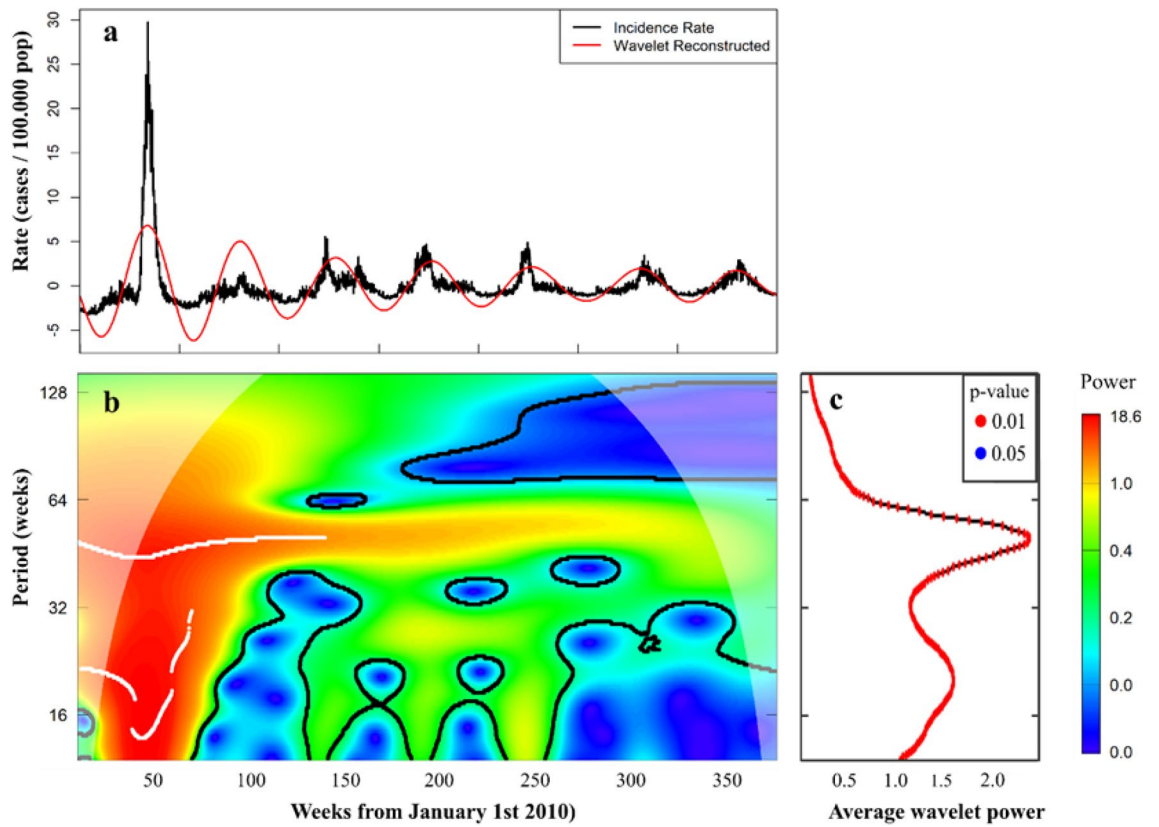 a
Incidence Rate
Wavelet Reconstructed
Rate (cases / 100.000 pop)
30
25
20
15
10
5
0
-5
b
Period (weeks)
128
64
32
16
50 100 150 200 250 300 350
Weeks from January 1st 2010)
c
p-value
0.01
0.05
0.5 1.0 1.5 2.0
Average wavelet power
Power
18.6
1.0
0.4
0.2
0.0
0.0